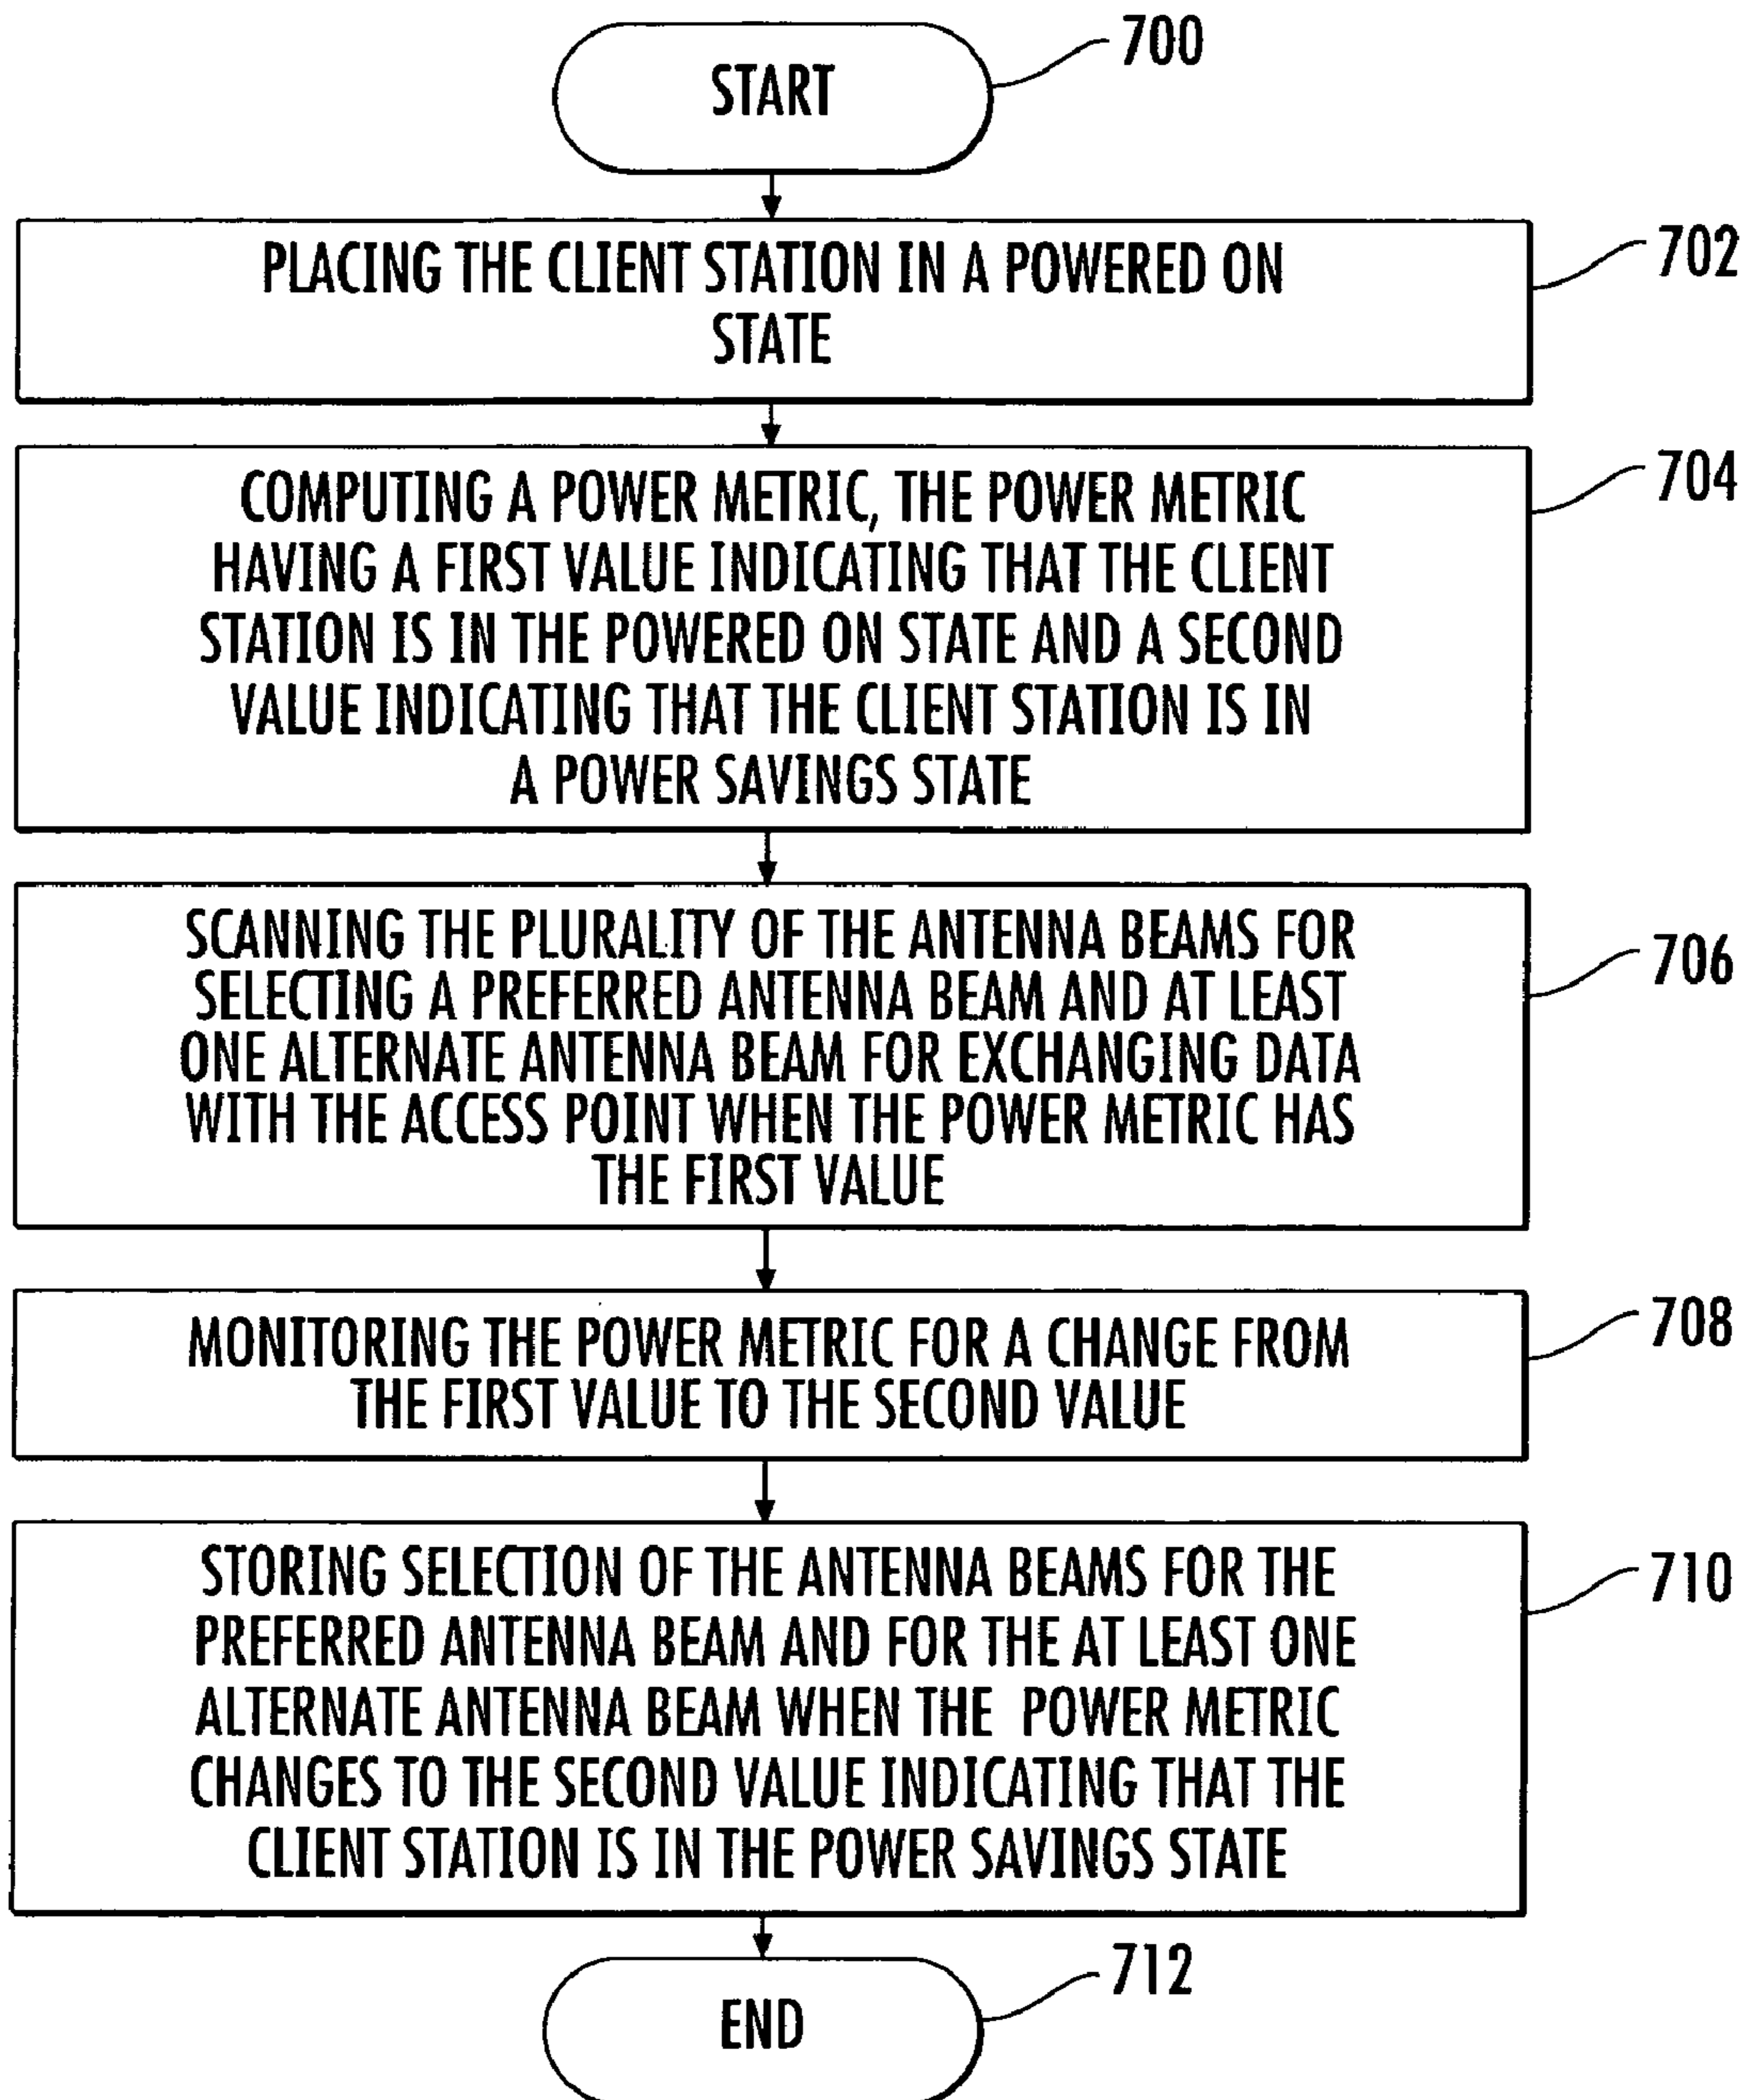 START
700
PLACING THE CLIENT STATION IN A POWERED ON
STATE
702
COMPUTING A POWER METRIC, THE POWER METRIC
HAVING A FIRST VALUE INDICATING THAT THE CLIENT
STATION IS IN THE POWERED ON STATE AND A SECOND
VALUE INDICATING THAT THE CLIENT STATION IS IN
A POWER SAVINGS STATE
704
SCANNING THE PLURALITY OF THE ANTENNA BEAMS FOR
SELECTING A PREFERRED ANTENNA BEAM AND AT LEAST
ONE ALTERNATE ANTENNA BEAM FOR EXCHANGING DATA
WITH THE ACCESS POINT WHEN THE POWER METRIC HAS
THE FIRST VALUE
706
MONITORING THE POWER METRIC FOR A CHANGE FROM
THE FIRST VALUE TO THE SECOND VALUE
708
STORING SELECTION OF THE ANTENNA BEAMS FOR THE
PREFERRED ANTENNA BEAM AND FOR THE AT LEAST ONE
ALTERNATE ANTENNA BEAM WHEN THE POWER METRIC
CHANGES TO THE SECOND VALUE INDICATING THAT THE
CLIENT STATION IS IN THE POWER SAVINGS STATE
710
END
712